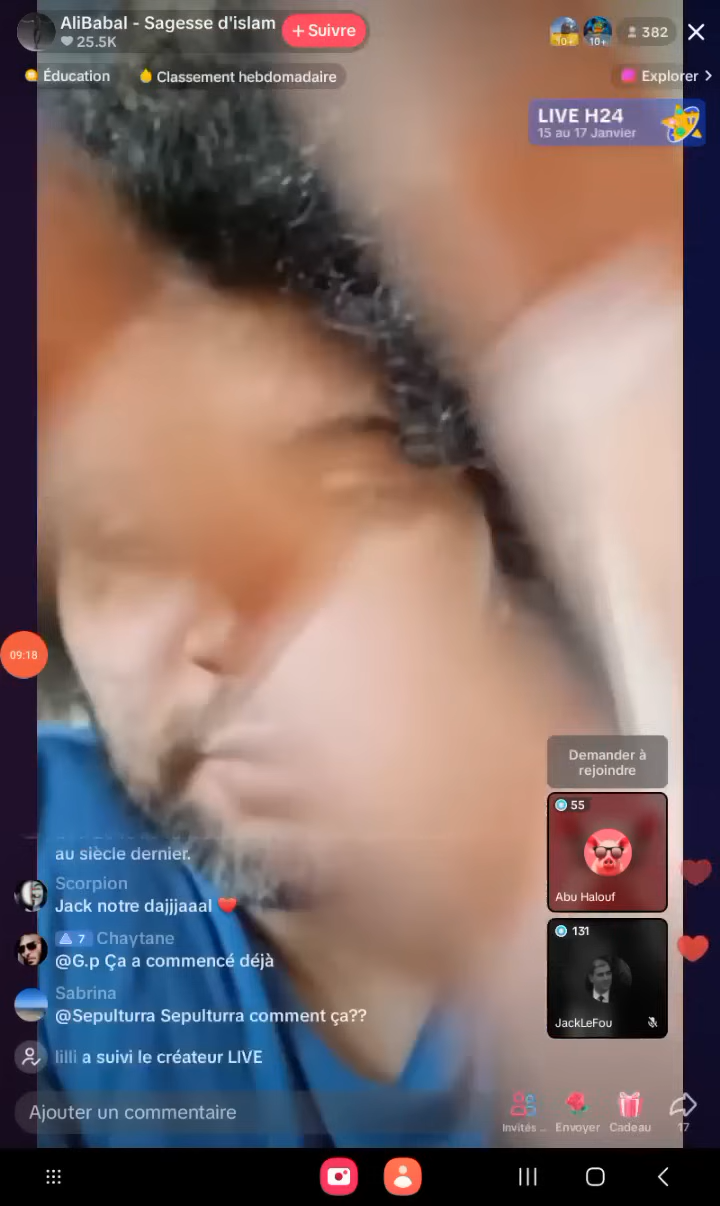 AliBabal - Sagesse d'islam
25.5K
+ Suivre
10+
10+
382
Éducation
Classement hebdomadaire
Explorer
LIVE H24
15 au 17 Janvier
09:18
Demander à
rejoindre
55
Abu Halouf
131
JackLeFou
au siècle dernier.
Scorpion
Jack notre dajjjaaal ❤️
7 Chaytane
@G.p Ça a commencé déjà
Sabrina
@Sepulturra Sepulturra comment ça??
lilli a suivi le créateur LIVE
Ajouter un commentaire
Invités ..
Envoyer
Cadeau
17